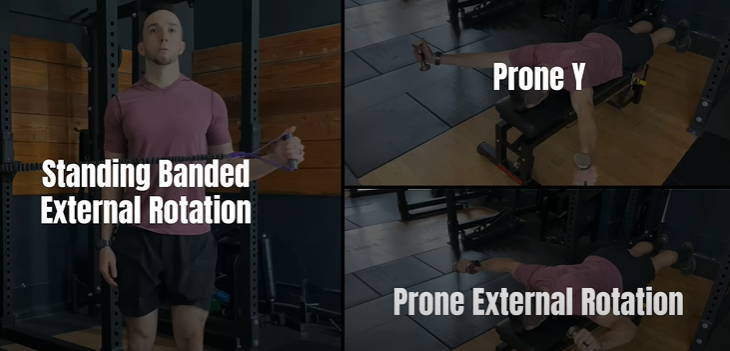 Standing Banded
External Rotation
Prone Y
Prone External Rotation